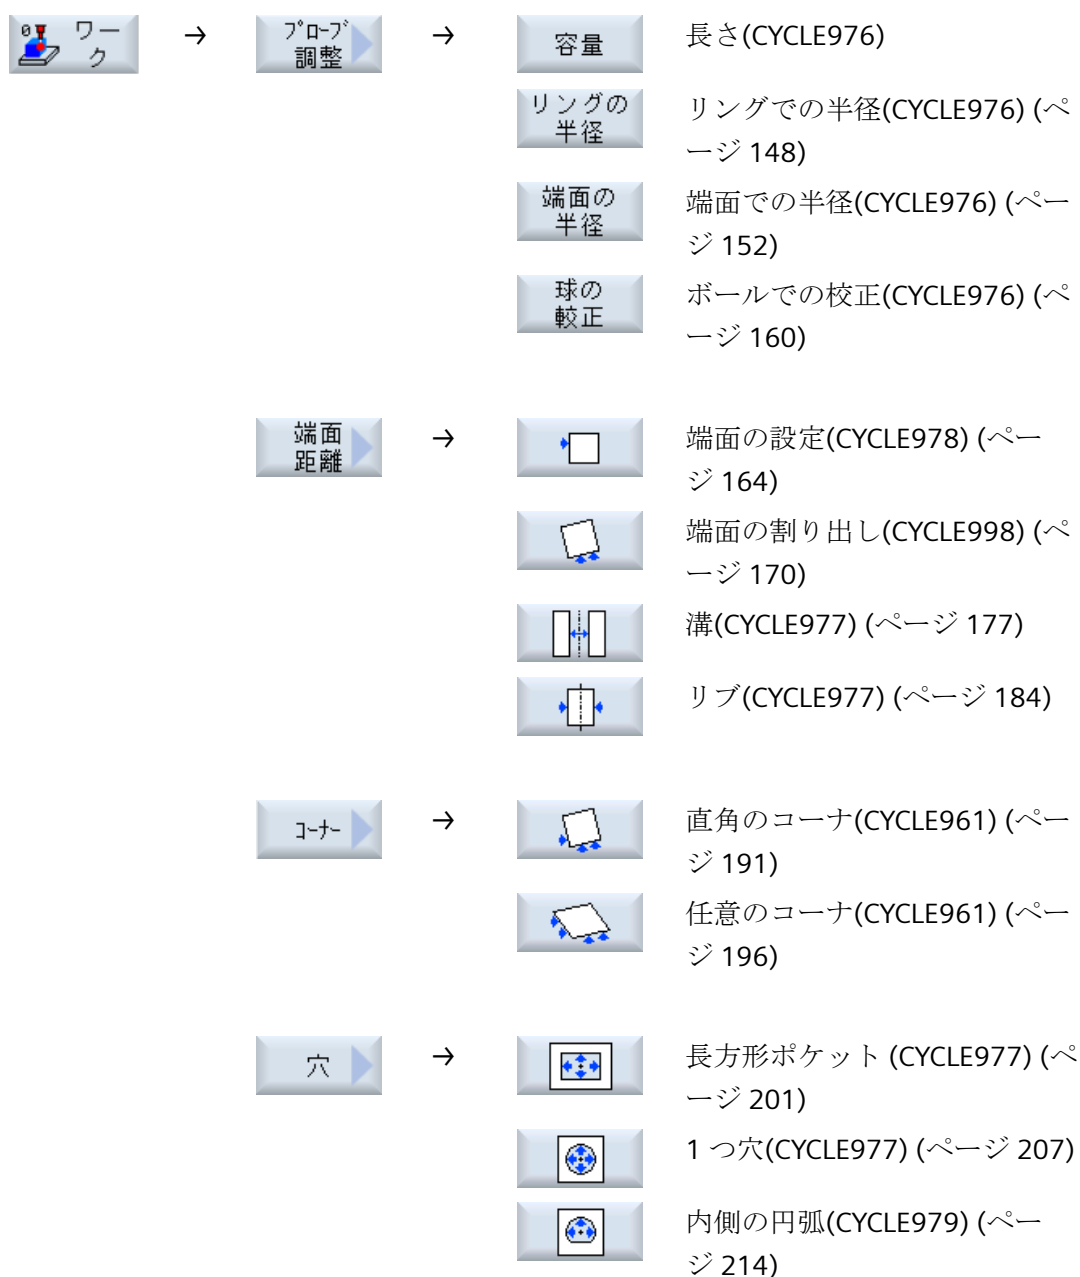 ワー
ク
→
プローブ
調整
→
容量
長さ(CYCLE976)
リングの
半径
リングでの半径(CYCLE976) (ペ
ージ 148)
端面の
半径
端面での半径(CYCLE976) (ペー
ジ 152)
球の
較正
ボールでの校正(CYCLE976) (ペ
ージ 160)
端面
距離
→
端面の設定(CYCLE978) (ペー
ジ 164)
端面の割り出し(CYCLE998) (ペ
ージ 170)
溝(CYCLE977) (ページ 177)
リブ(CYCLE977) (ページ 184)
コーナー
→
直角のコーナ(CYCLE961) (ペー
ジ 191)
任意のコーナ(CYCLE961) (ペー
ジ 196)
穴
→
長方形ポケット (CYCLE977) (ペ
ージ 201)
1 つ穴(CYCLE977) (ページ 207)
内側の円弧(CYCLE979) (ペー
ジ 214)